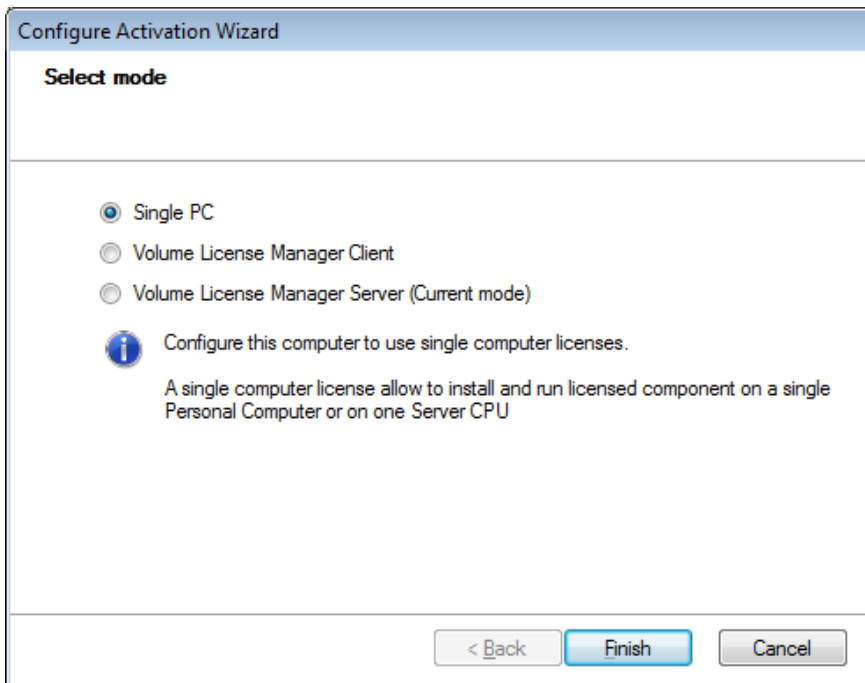 Configure Activation Wizard
Select mode
Single PC
Volume License Manager Client
Volume License Manager Server (Current mode)
Configure this computer to use single computer licenses.
A single computer license allow to install and run licensed component on a single
Personal Computer or on one Server CPU
< Back Finish Cancel